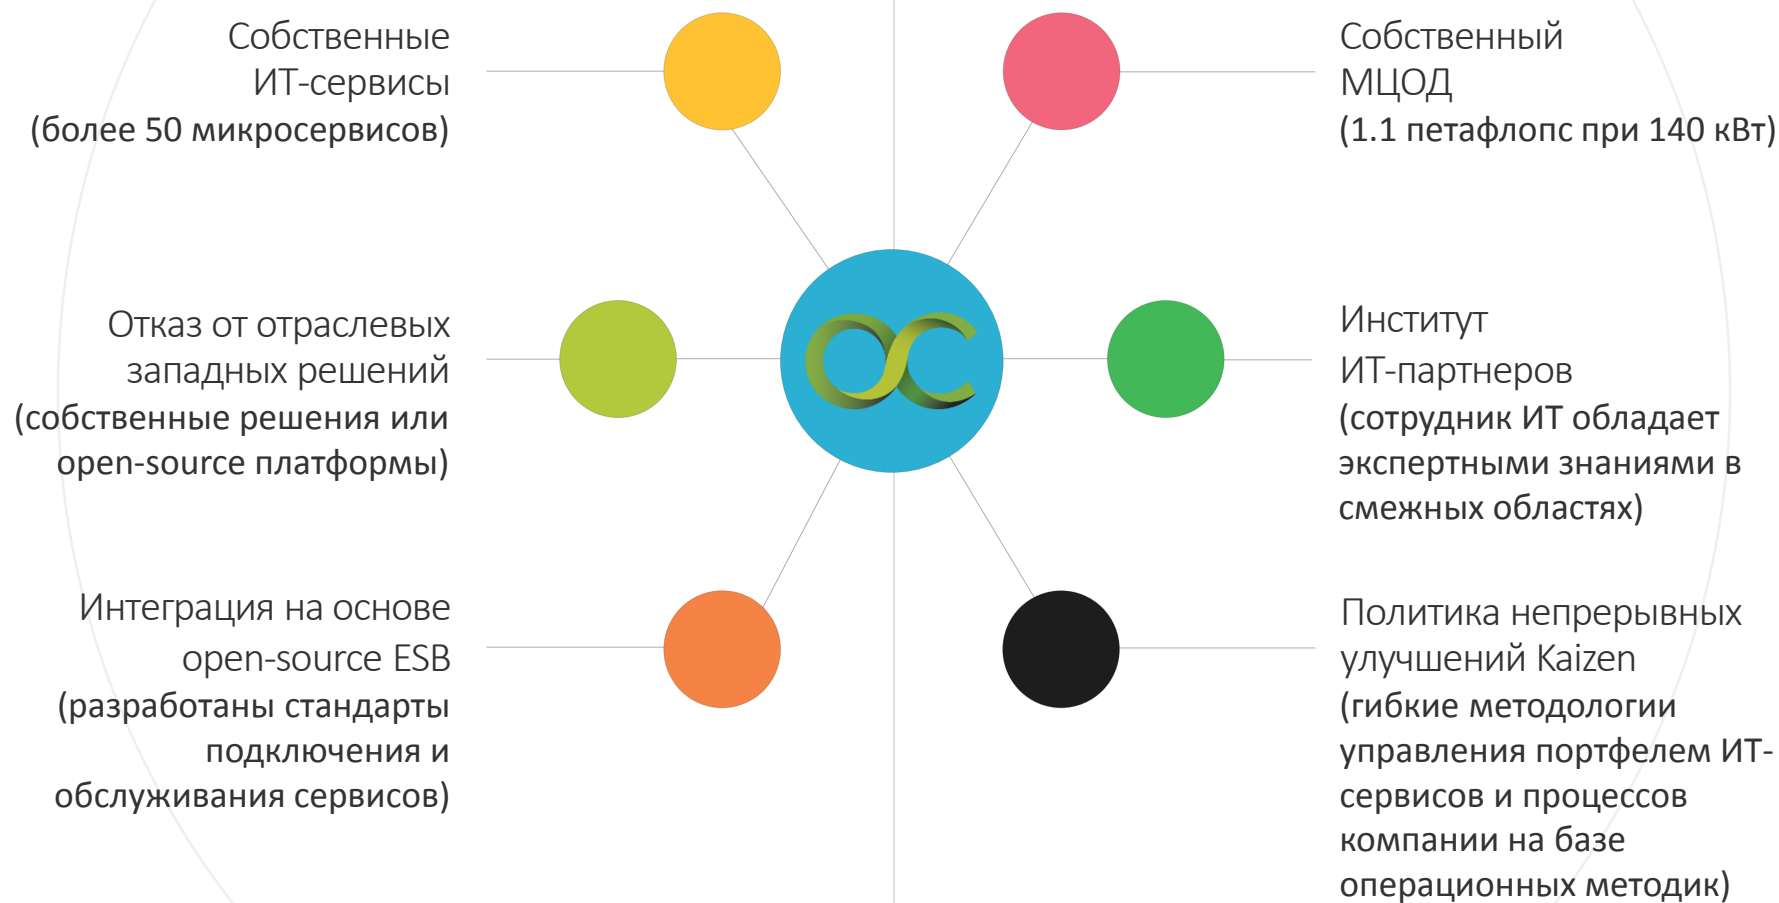 Собственные
ИТ-сервисы
(более 50 микросервисов)
Собственный
МЦОД
(1.1 петафлопс при 140 кВт)
Отказ от отраслевых
западных решений
(собственные решения или
open-source платформы)
Институт
ИТ-партнеров
(сотрудник ИТ обладает
экспертными знаниями в
смежных областях)
Интеграция на основе
open-source ESB
(разработаны стандарты
подключения и
обслуживания сервисов)
Политика непрерывных
улучшений Kaizen
(гибкие методологии
управления портфелем ИТ-
сервисов и процессов
компании на базе
операционных методик)